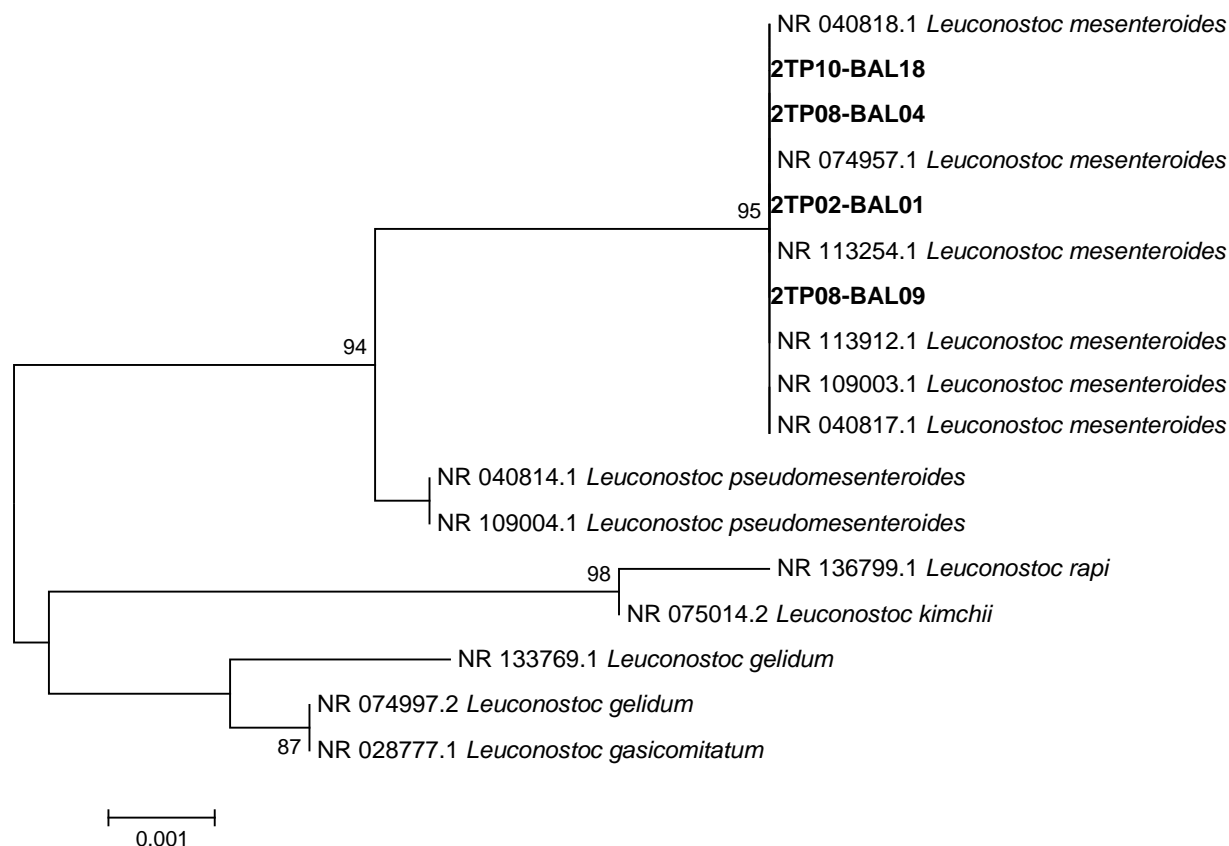 NR 040818.1 Leuconostoc mesenteroides
2TP10-BAL18
2TP08-BAL04
NR 074957.1 Leuconostoc mesenteroides
2TP02-BAL01
95
NR 113254.1 Leuconostoc mesenteroides
2TP08-BAL09
NR 113912.1 Leuconostoc mesenteroides
94
NR 109003.1 Leuconostoc mesenteroides
NR 040817.1 Leuconostoc mesenteroides
NR 040814.1 Leuconostoc pseudomesenteroides
NR 109004.1 Leuconostoc pseudomesenteroides
NR 136799.1 Leuconostoc rapi
98
NR 075014.2 Leuconostoc kimchii
NR 133769.1 Leuconostoc gelidum
NR 074997.2 Leuconostoc gelidum
NR 028777.1 Leuconostoc gasicomitatum
87
0.001